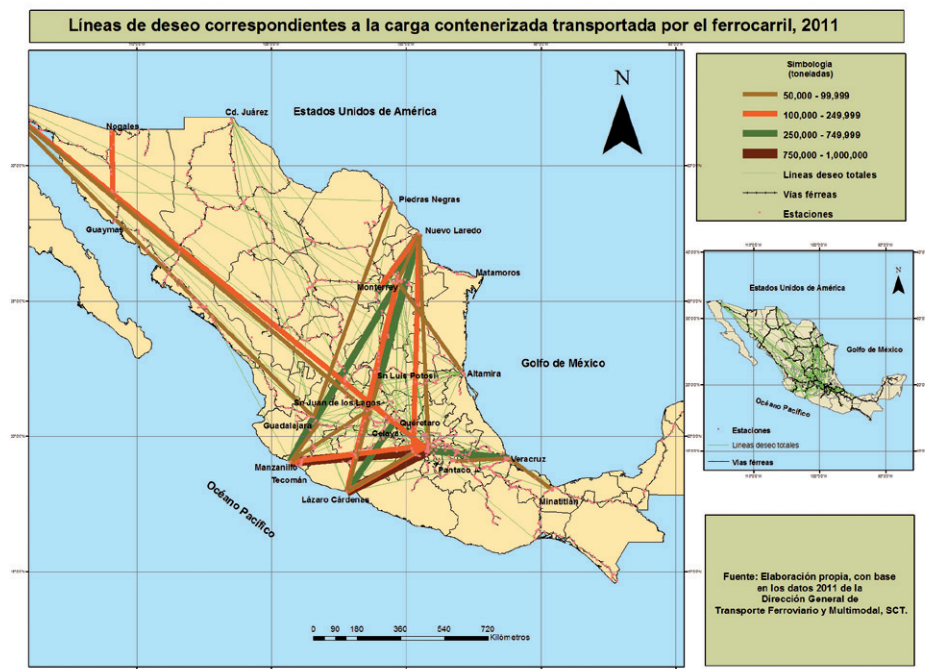 Líneas de deseo correspondientes a la carga contenerizada transportada por el ferrocarril, 2011
Simbología
(toneladas)
50,000 - 99,999
100,000 - 249,999
250,000 - 749,999
750,000 - 1,000,000
Líneas deseo totales
Vías férreas
Estaciones
N
Cd. Juárez
Estados Unidos de América
Nogales
Piedras Negras
Guaymas
Nuevo Laredo
Matamoros
Monterrey
Golfo de México
Sn Luis Potosí
Altamira
Sn Juan de los Lagos
Guadalajara
Querétaro
Celaya
Manzanillo
Tecomán
Pantaco
Veracruz
Lázaro Cárdenas
Minatitlán
Océano Pacífico
0 90 180 360 540 720
Kilómetros
N
Estados Unidos de América
Golfo de México
Océano Pacífico
Estaciones
Líneas deseo totales
Vías férreas
Fuente: Elaboración propia, con base
en los datos 2011 de la
Dirección General de
Transporte Ferroviario y Multimodal, SCT.